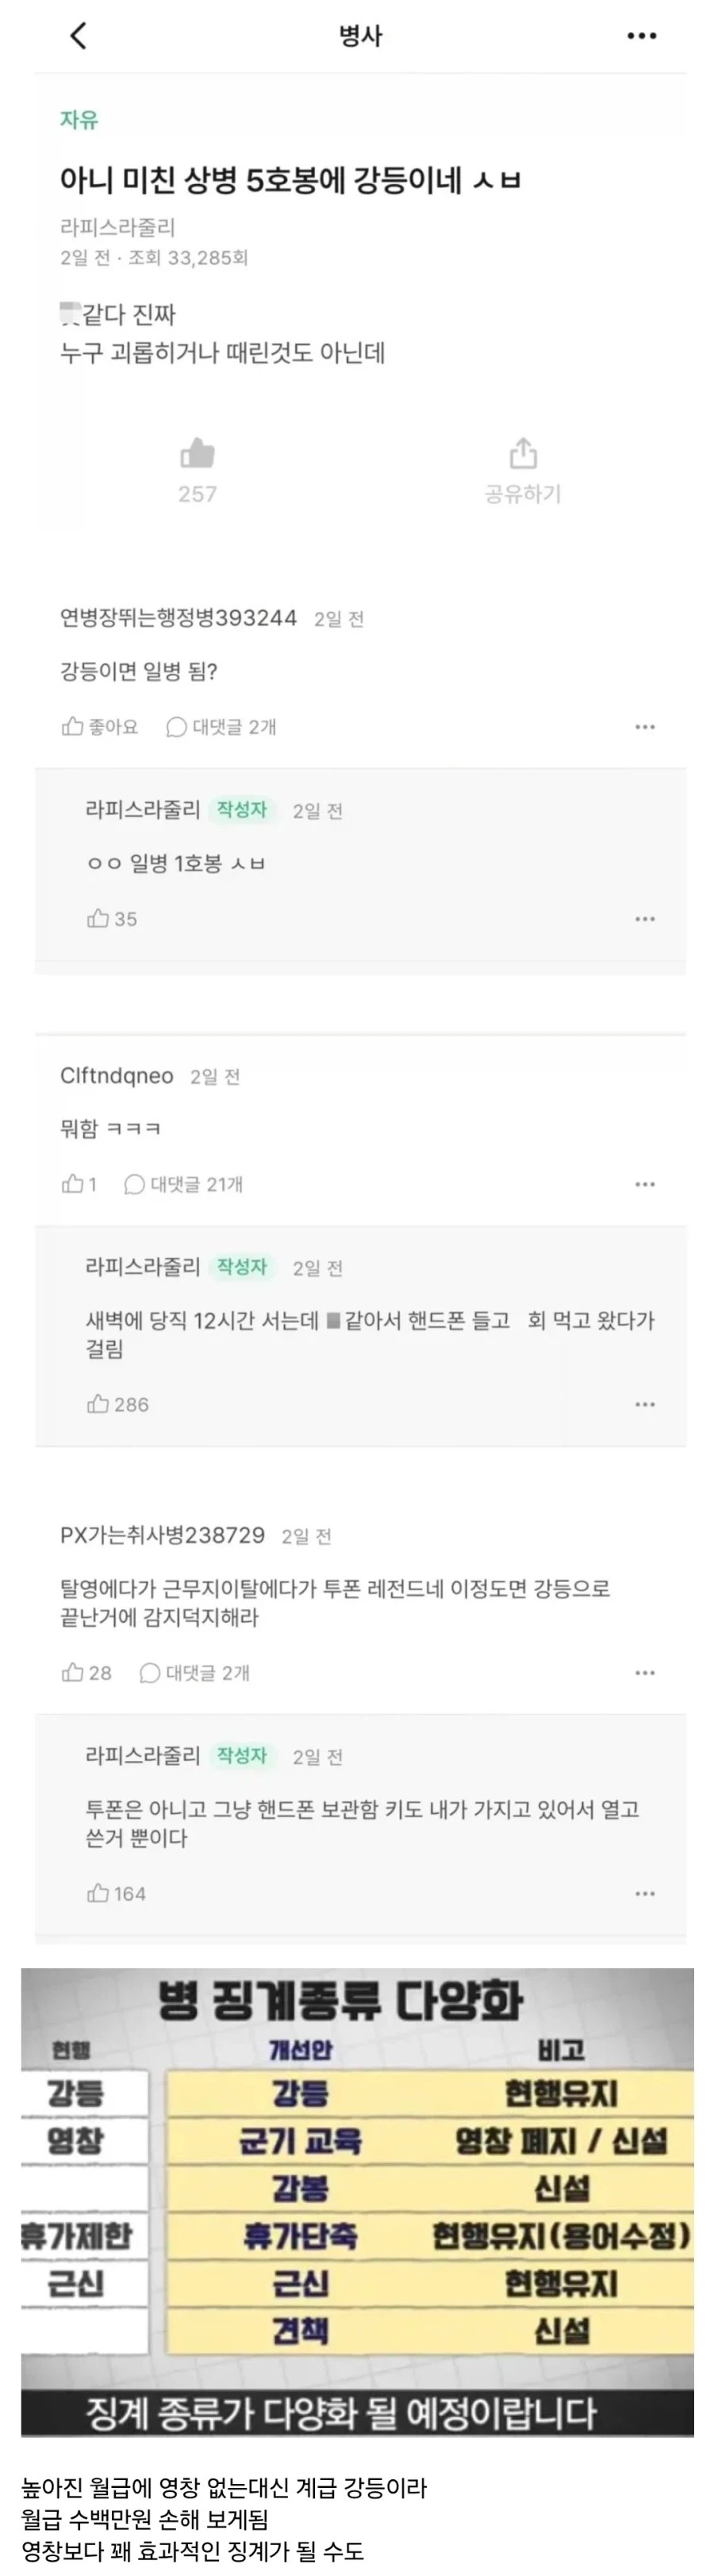 병사
자유
아니 미친 상병 5호봉에 강등이네 ㅅㅂ
라피스라줄리
2일 전 · 조회 33,285회
같다 진짜
누구 괴롭히거나 때린것도 아닌데
257
공유하기
연병장뛰는행정병393244 2일 전
강등이면 일병 됨?
좋아요 대댓글 2개
라피스라줄리 작성자 2일 전
ㅇㅇ 일병 1호봉 ㅅㅂ
35
Clftndqneo 2일 전
뭐함 ㅋㅋㅋ
1 대댓글 21개
라피스라줄리 작성자 2일 전
새벽에 당직 12시간 서는데 같아서 핸드폰 들고 회 먹고 왔다가
걸림
286
PX가는취사병238729 2일 전
탈영에다가 근무지이탈에다가 투폰 레전드네 이정도면 강등으로
끝난거에 감지덕지해라
28 대댓글 2개
라피스라줄리 작성자 2일 전
투폰은 아니고 그냥 핸드폰 보관함 키도 내가 가지고 있어서 열고
쓴거 뿐이다
164
병 징계종류 다양화
현행 개선안 비고
강등 강등 현행유지
영창 군기 교육 영창 폐지 / 신설
감봉 신설
휴가제한 휴가단축 현행유지(용어수정)
근신 근신 현행유지
견책 신설
징계 종류가 다양화 될 예정이랍니다
높아진 월급에 영창 없는대신 계급 강등이라
월급 수백만원 손해 보게됨
영창보다 꽤 효과적인 징계가 될 수도